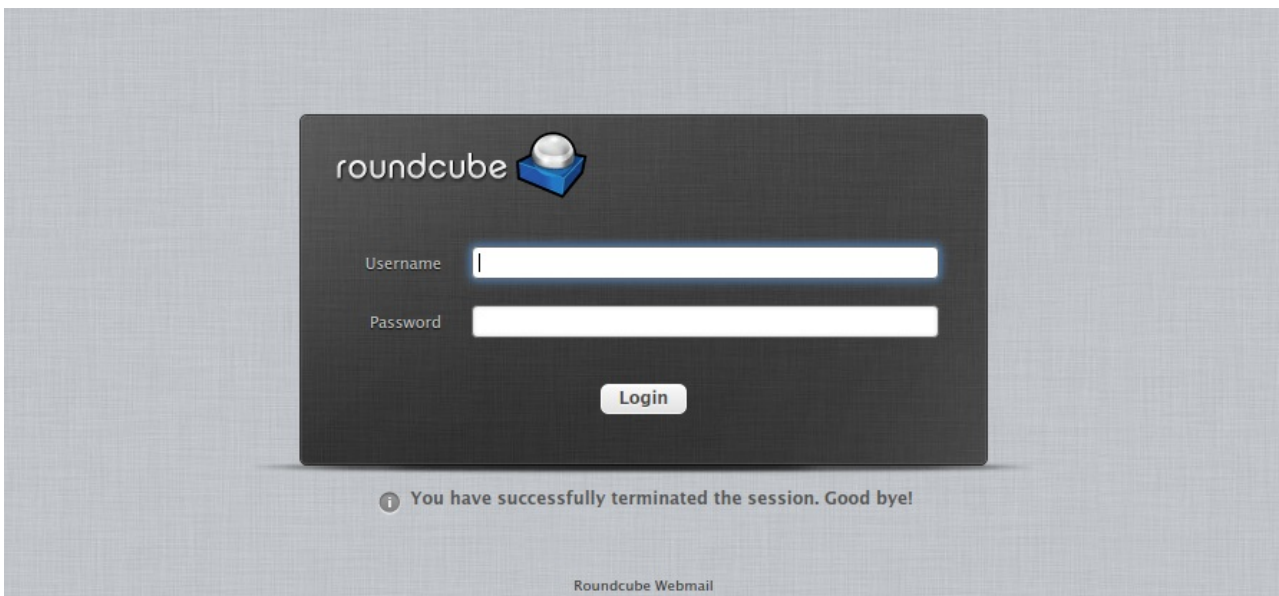 roundcube
Username
Password
Login
You have successfully terminated the session. Good bye!
Roundcube Webmail